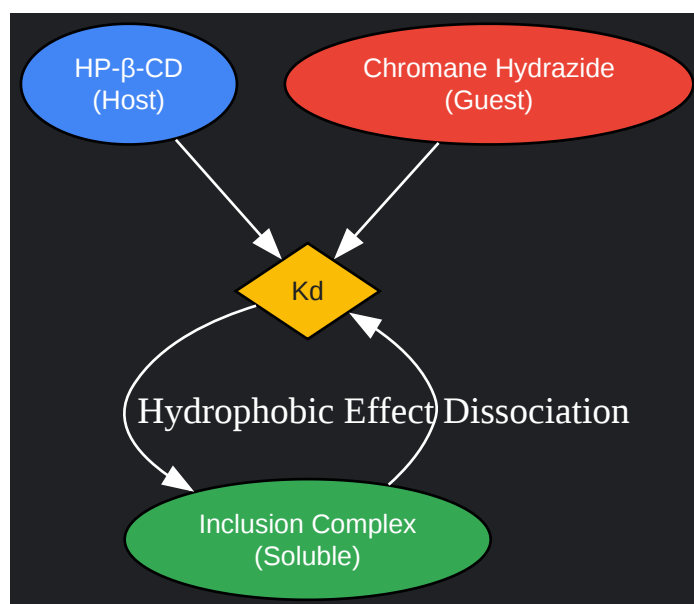 HP-β-CD
(Host)
Chromane Hydrazide
(Guest)
Kd
Hydrophobic Effect
Dissociation
Inclusion Complex
(Soluble)